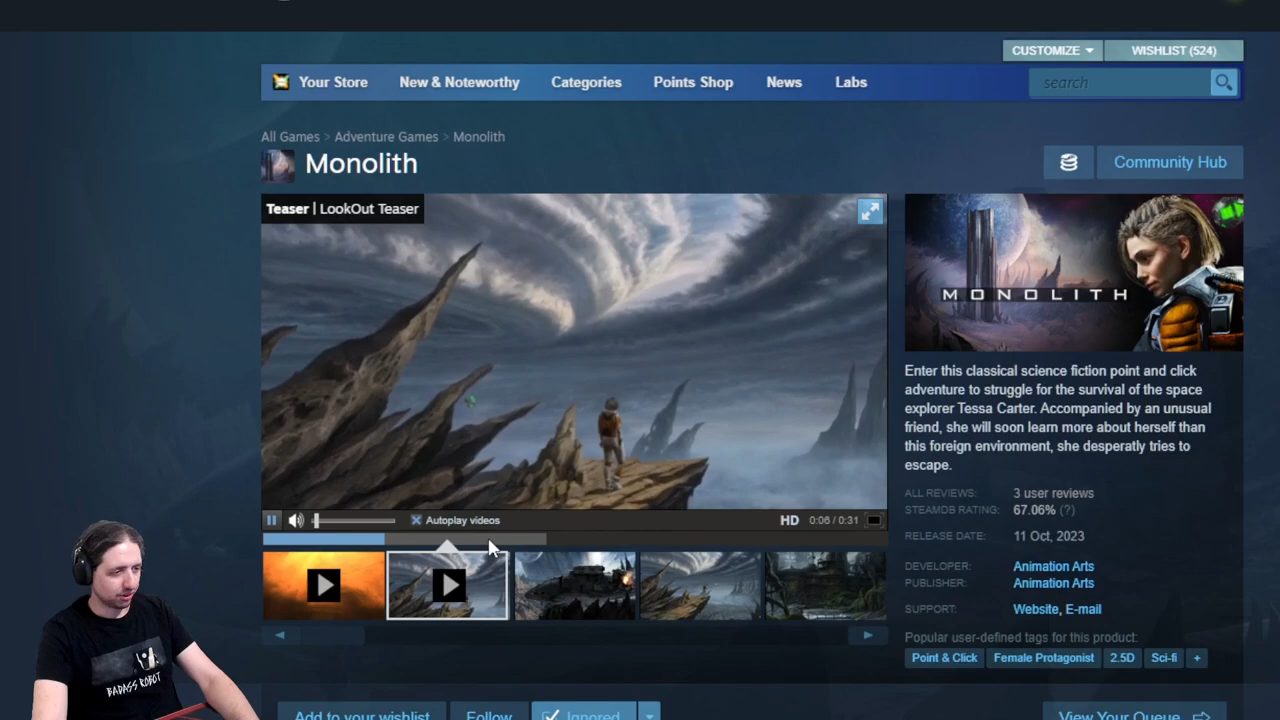 CUSTOMIZE
WISHLIST (524)
Your Store
New & Noteworthy
Categories
Points Shop
News
Labs
search
All Games > Adventure Games > Monolith
Monolith
Community Hub
Teaser | LookOut Teaser
MONOLITH
Enter this classical science fiction point and click
adventure to struggle for the survival of the space
explorer Tessa Carter. Accompanied by an unusual
friend, she will soon learn more about herself than
this foreign environment, she desperately tries to
escape.
ALL REVIEWS: 3 user reviews
STEAMDB RATING: 67.06% (?)
RELEASE DATE: 11 Oct, 2023
DEVELOPER: Animation Arts
PUBLISHER: Animation Arts
SUPPORT: Website, E-mail
Popular user-defined tags for this product:
Point & Click
Female Protagonist
2.5D
Sci-fi
+
Autoplay videos
HD
0:06 / 0:31
BADASS ROBOT
Add to your wishlist
Follow
Ignored
View Your Queue